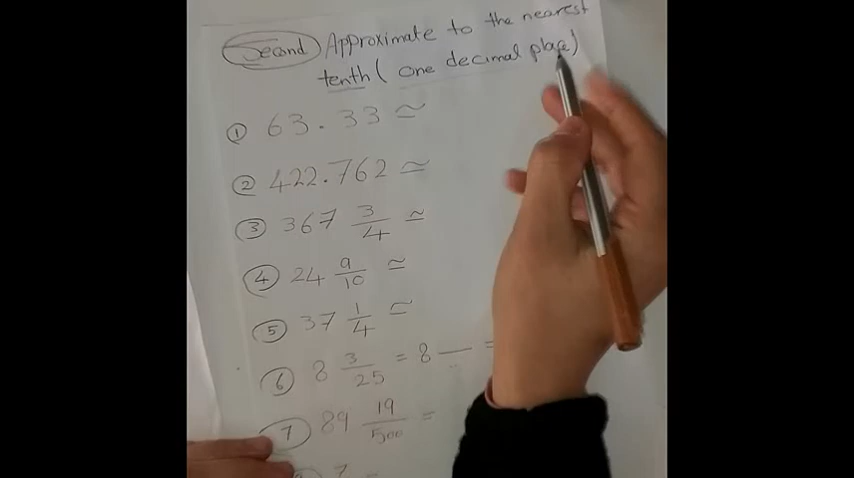 Second Approximate to the nearest
tenth ( one decimal place)
① 63.33 ≃
② 422.762 ≃
③ 367 3/4 ≃
④ 24 9/10 ≃
⑤ 37 1/4 ≃
⑥ 8 3/25 = 8 — =
⑦ 89 19/500 =
7